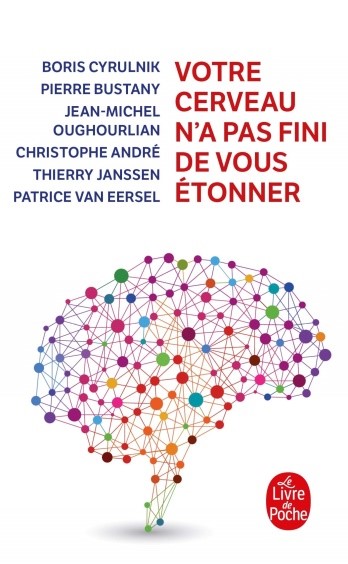 BORIS CYRULNIK
PIERRE BUSTANY
JEAN-MICHEL
OUGHOURLIAN
CHRISTOPHE ANDRÉ
THIERRY JANSSEN
PATRICE VAN EERSEL
VOTRE
CERVEAU
N'A PAS FINI
DE VOUS
ÉTONNER
Le
Livre
de
Poche